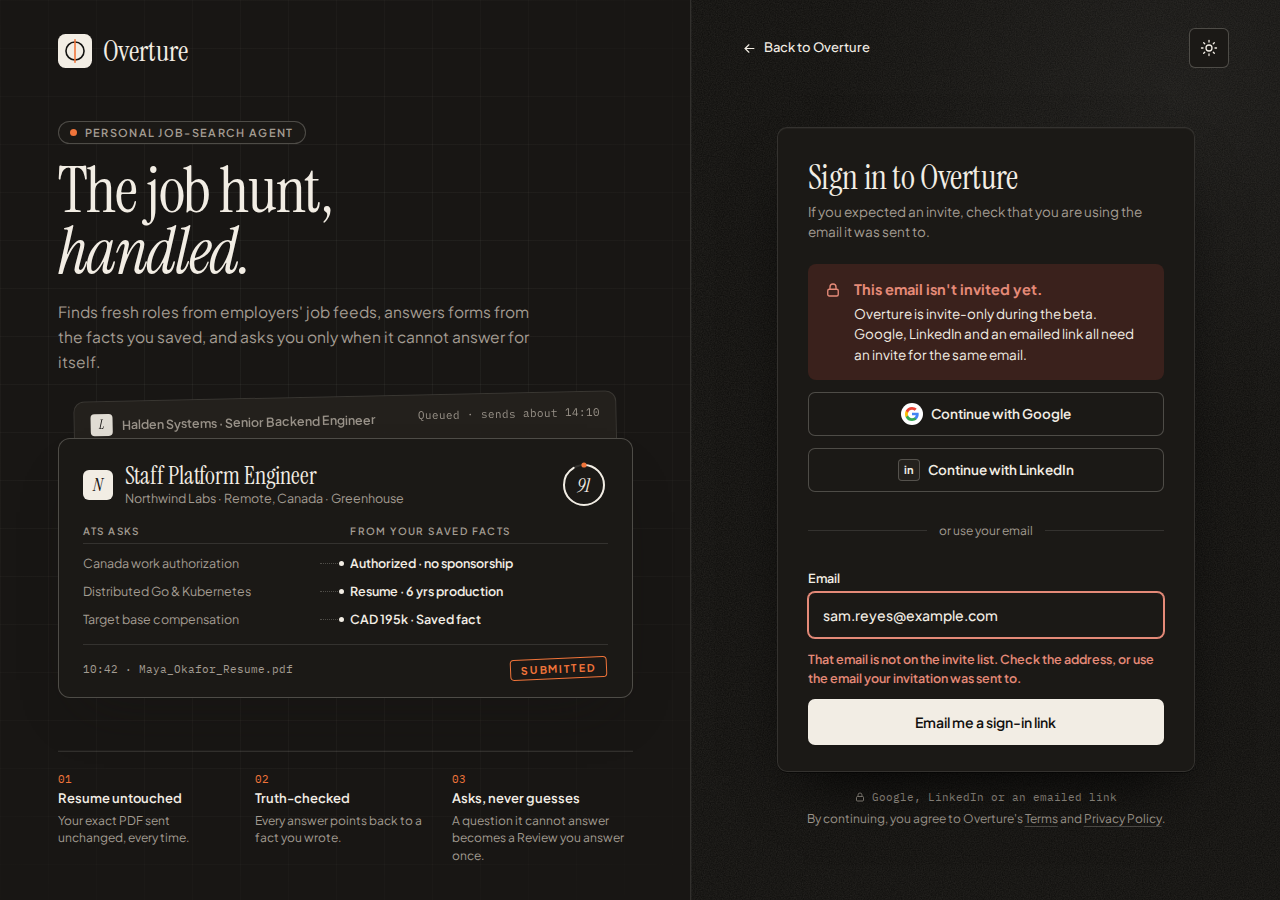 Overture
PERSONAL JOB-SEARCH AGENT
The job hunt,
handled.
Finds fresh roles from employers' job feeds, answers forms from
the facts you saved, and asks you only when it cannot answer for
itself.
L Halden Systems · Senior Backend Engineer Queued · sends about 14:10
N Staff Platform Engineer 91
Northwind Labs · Remote, Canada · Greenhouse
ATS ASKS FROM YOUR SAVED FACTS
Canada work authorization Authorized · no sponsorship
Distributed Go & Kubernetes Resume · 6 yrs production
Target base compensation CAD 195k · Saved fact
10:42 · Maya_Okafor_Resume.pdf SUBMITTED
01
Resume untouched
Your exact PDF sent
unchanged, every time.
02
Truth-checked
Every answer points back to a
fact you wrote.
03
Asks, never guesses
A question it cannot answer
becomes a Review you answer
once.
← Back to Overture
Sign in to Overture
If you expected an invite, check that you are using the
email it was sent to.
This email isn't invited yet.
Overture is invite-only during the beta.
Google, LinkedIn and an emailed link all need
an invite for the same email.
G Continue with Google
in Continue with LinkedIn
or use your email
Email
sam.reyes@example.com
That email is not on the invite list. Check the address, or use
the email your invitation was sent to.
Email me a sign-in link
Google, LinkedIn or an emailed link
By continuing, you agree to Overture's Terms and Privacy Policy.